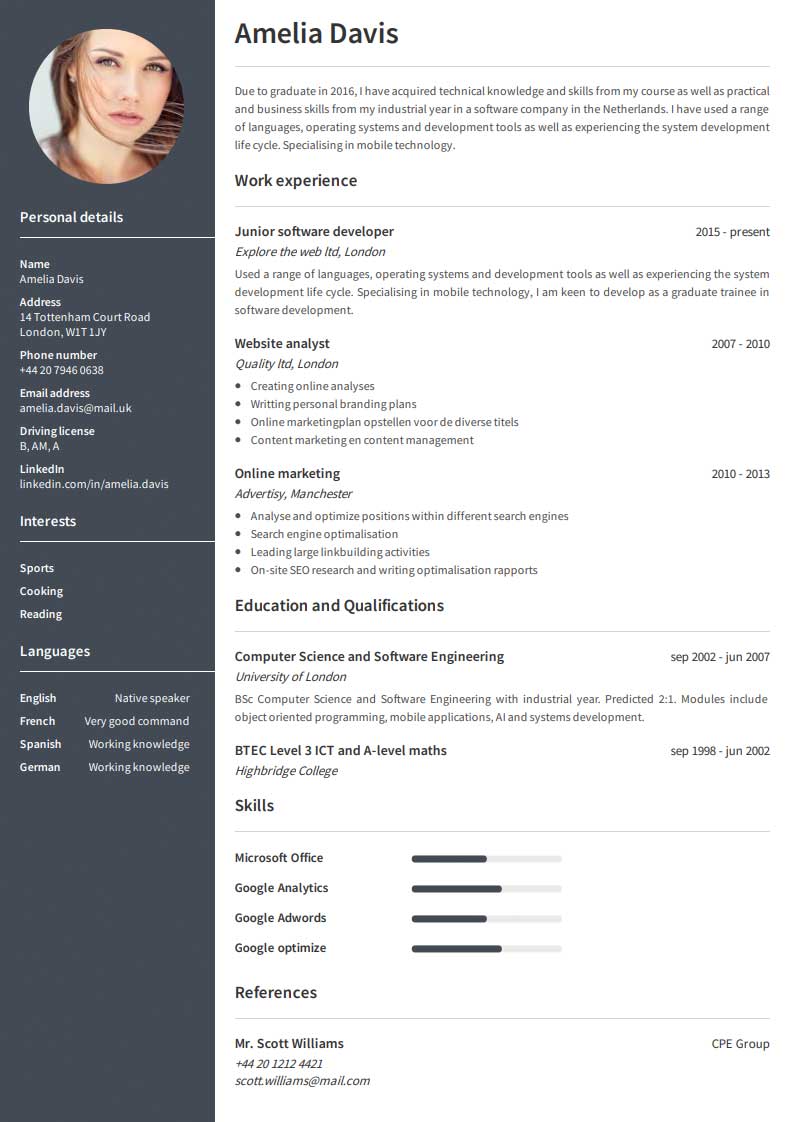 Amelia Davis
Due to graduate in 2016, I have acquired technical knowledge and skills from my course as well as practical
and business skills from my industrial year in a software company in the Netherlands. I have used a range
of languages, operating systems and development tools as well as experiencing the system development
life cycle. Specialising in mobile technology.
Personal details
Name
Amelia Davis
Address
14 Tottenham Court Road
London, W1T 1JY
Phone number
+44 20 7946 0638
Email address
amelia.davis@mail.uk
Driving license
B, AM, A
LinkedIn
linkedin.com/in/amelia.davis
Interests
Sports
Cooking
Reading
Languages
English Native speaker
French Very good command
Spanish Working knowledge
German Working knowledge
Work experience
Junior software developer 2015 - present
Explore the web ltd, London
Used a range of languages, operating systems and development tools as well as experiencing the system
development life cycle. Specialising in mobile technology, I am keen to develop as a graduate trainee in
software development.
Website analyst 2007 - 2010
Quality ltd, London
• Creating online analyses
• Writting personal branding plans
• Online marketingplan opstellen voor de diverse titels
• Content marketing en content management
Online marketing 2010 - 2013
Advertisy, Manchester
• Analyse and optimize positions within different search engines
• Search engine optimalisation
• Leading large linkbuilding activities
• On-site SEO research and writing optimalisation rapports
Education and Qualifications
Computer Science and Software Engineering sep 2002 - jun 2007
University of London
BSc Computer Science and Software Engineering with industrial year. Predicted 2:1. Modules include
object oriented programming, mobile applications, AI and systems development.
BTEC Level 3 ICT and A-level maths sep 1998 - jun 2002
Highbridge College
Skills
Microsoft Office
Google Analytics
Google Adwords
Google optimize
References
Mr. Scott Williams CPE Group
+44 20 1212 4421
scott.williams@mail.com